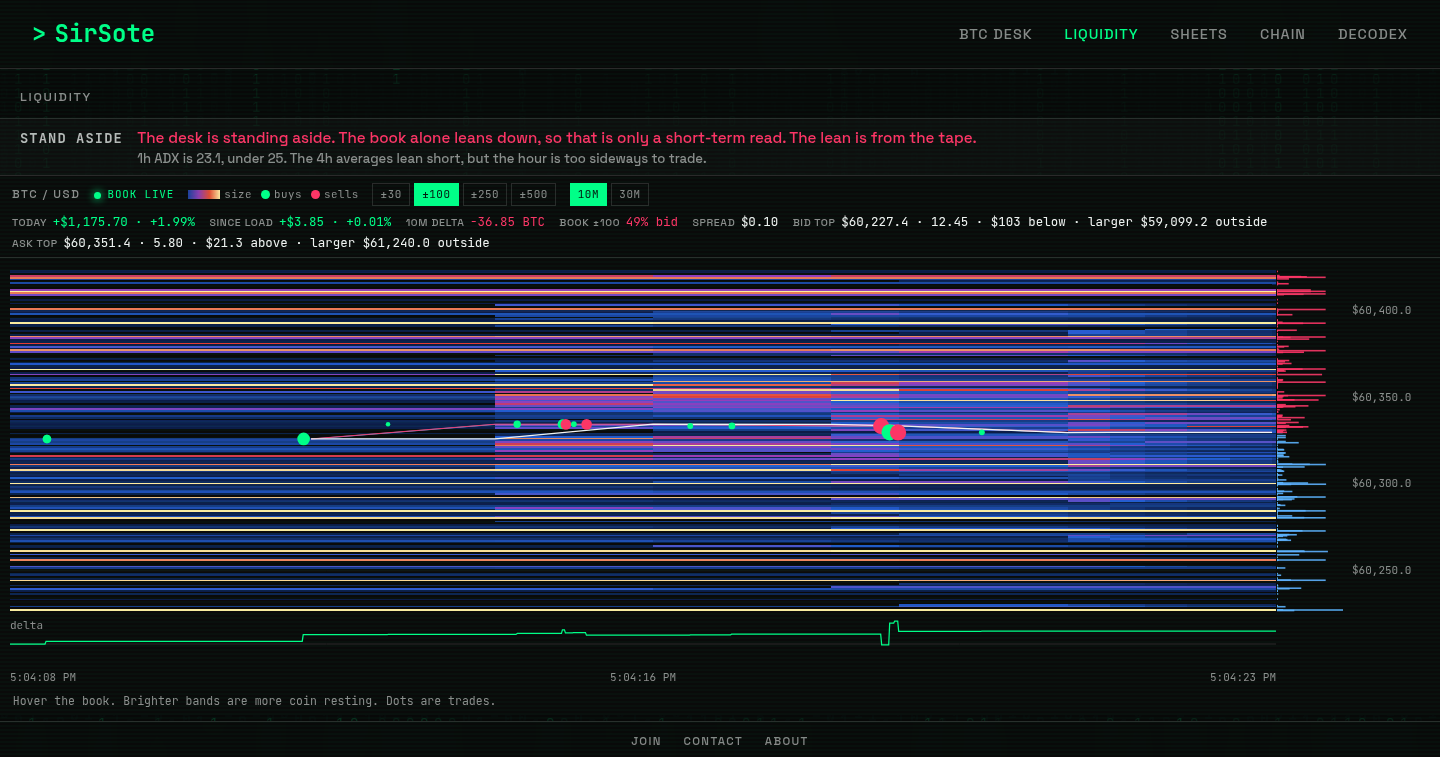 > SirSote
BTC DESK LIQUIDITY SHEETS CHAIN DECODEX
LIQUIDITY
STAND ASIDE The desk is standing aside. The book alone leans down, so that is only a short-term read. The lean is from the tape.
1h ADX is 23.1, under 25. The 4h averages lean short, but the hour is too sideways to trade.
BTC / USD BOOK LIVE size buys sells ±30 ±100 ±250 ±500 10M 30M
TODAY +$1,175.70 · +1.99% SINCE LOAD +$3.85 · +0.01% 10M DELTA -36.85 BTC BOOK ±100 49% bid SPREAD $0.10 BID TOP $60,227.4 · 12.45 · $103 below · larger $59,099.2 outside
ASK TOP $60,351.4 · 5.80 · $21.3 above · larger $61,240.0 outside
$60,400.0
$60,350.0
$60,300.0
$60,250.0
delta
5:04:08 PM 5:04:16 PM 5:04:23 PM
Hover the book. Brighter bands are more coin resting. Dots are trades.
JOIN CONTACT ABOUT